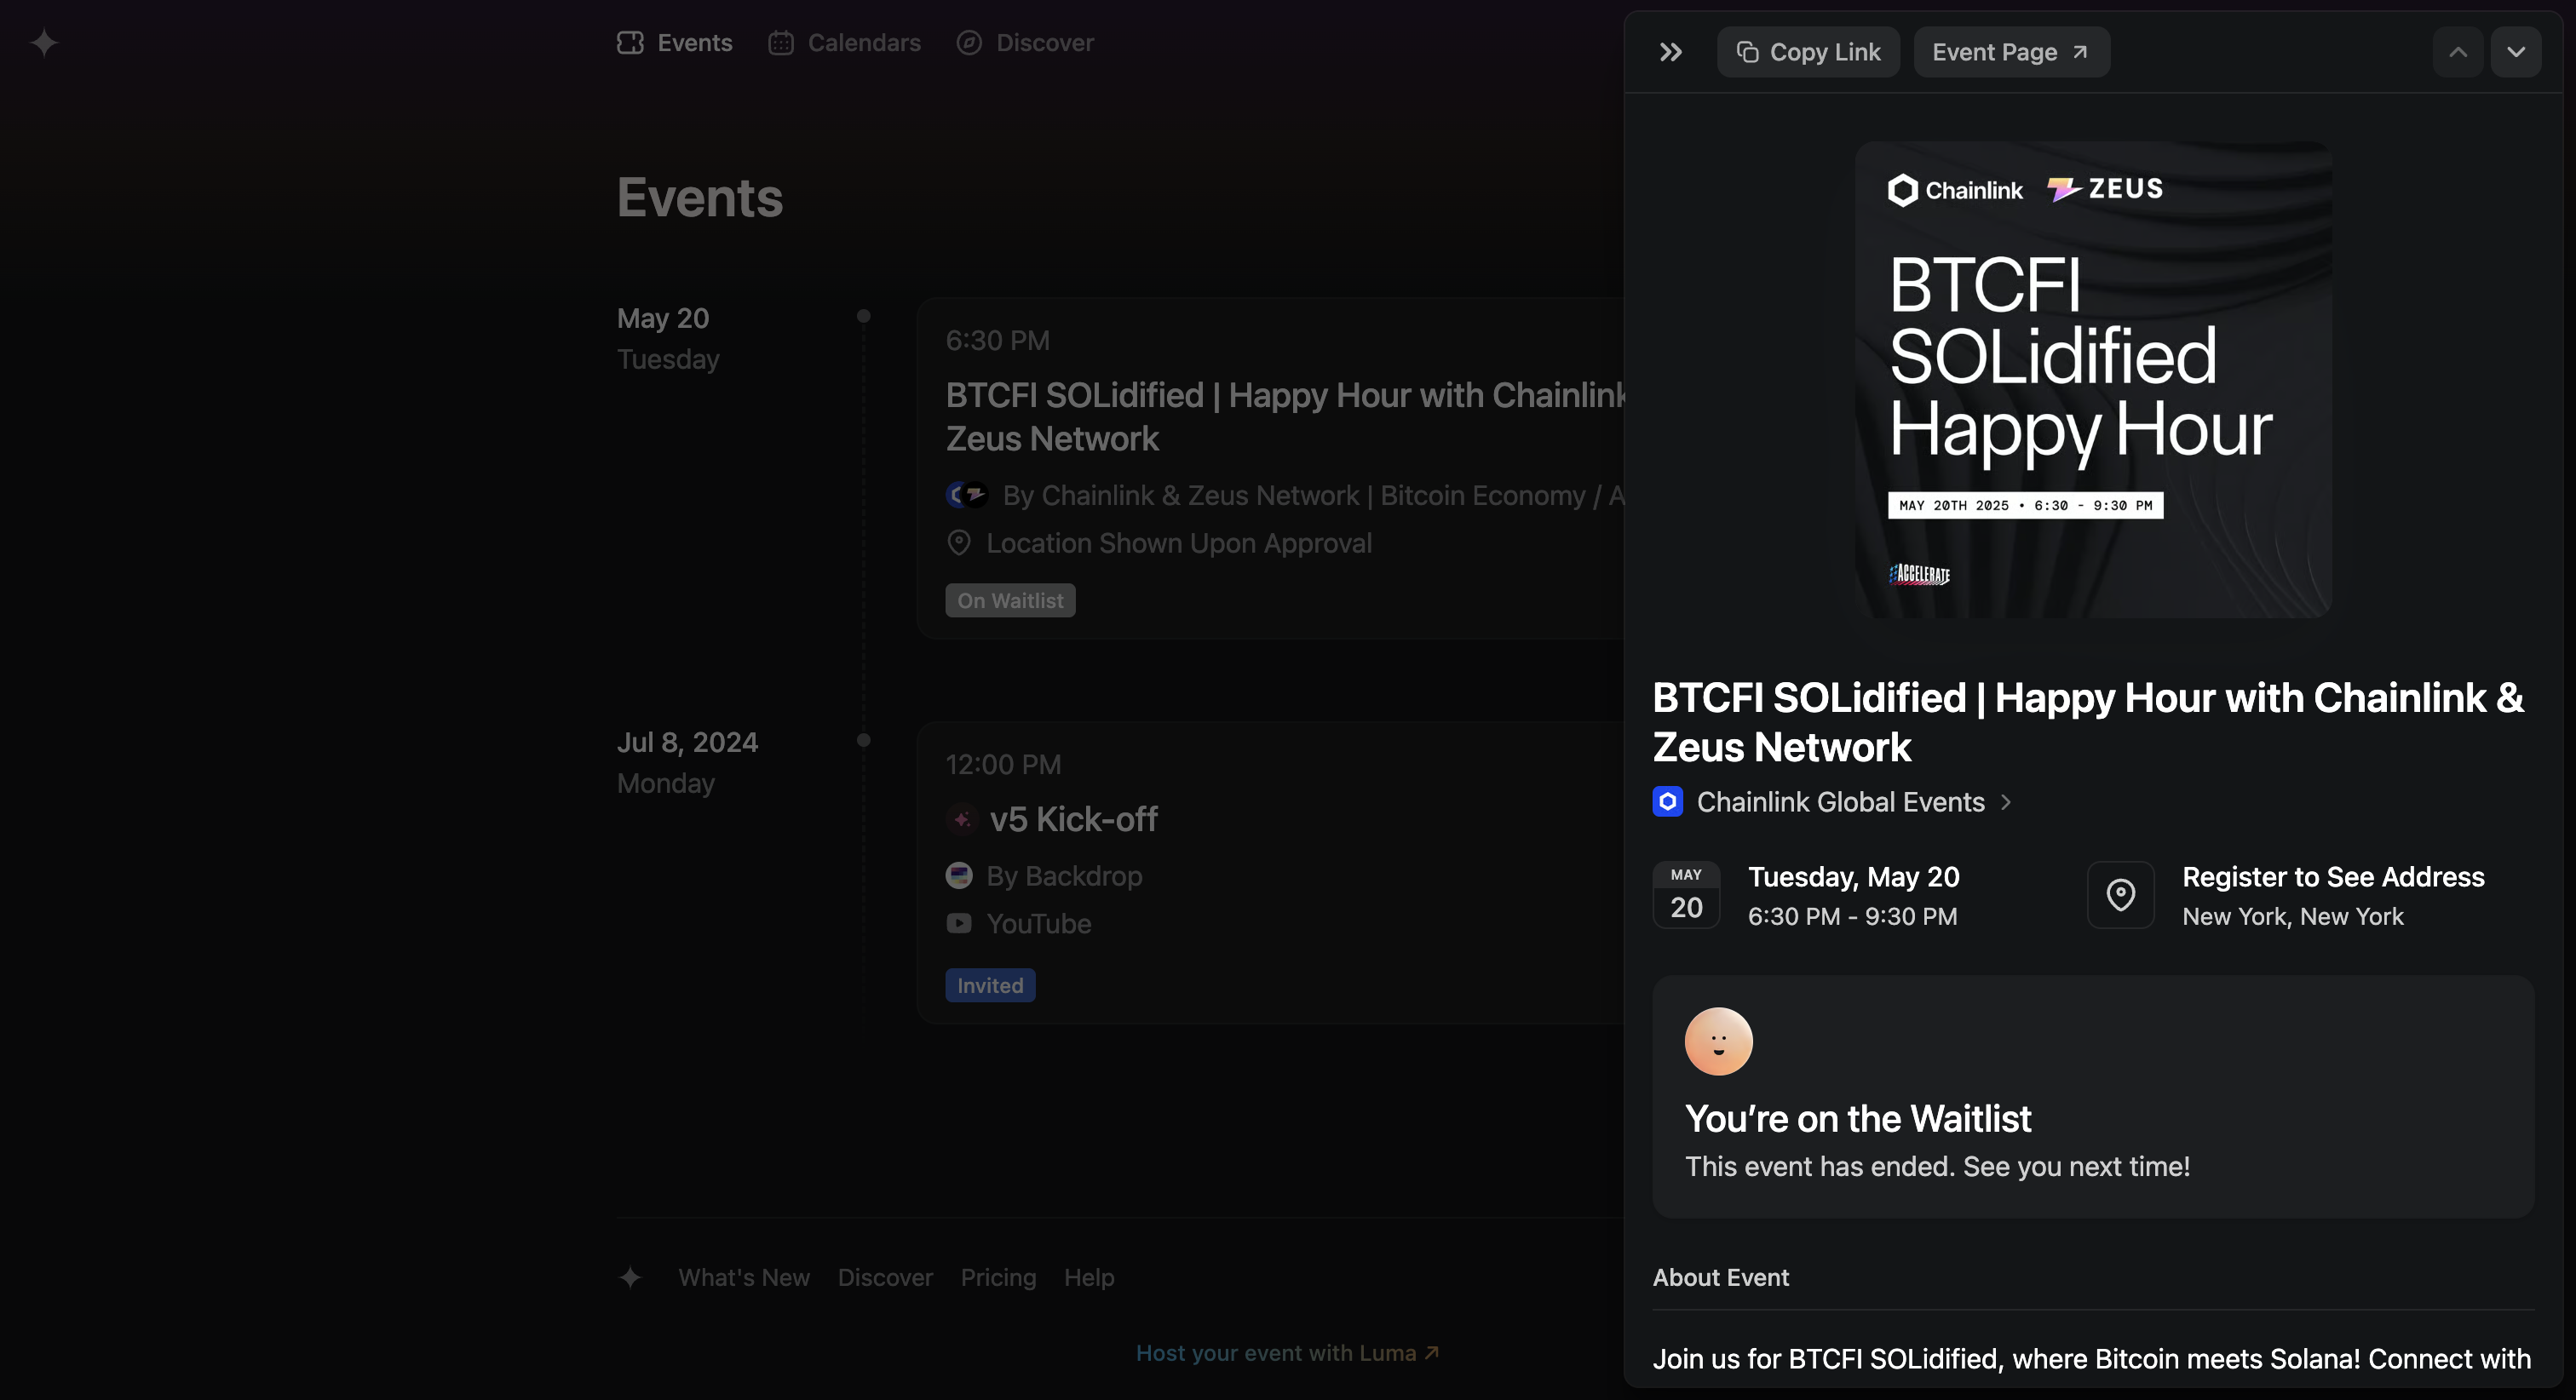 Events
Calendars
Discover
Events
May 20
Tuesday
6:30 PM
BTCFI SOLidified | Happy Hour with Chainlink
Zeus Network
By Chainlink & Zeus Network | Bitcoin Economy / A
Location Shown Upon Approval
On Waitlist
Jul 8, 2024
Monday
12:00 PM
v5 Kick-off
By Backdrop
YouTube
Invited
What's New
Discover
Pricing
Help
Host your event with Luma
Copy Link
Event Page
Chainlink
ZEUS
BTCFI
SOLidified
Happy Hour
MAY 20TH 2025 • 6:30 - 9:30 PM
ACCELERATE
BTCFI SOLidified | Happy Hour with Chainlink &
Zeus Network
Chainlink Global Events
MAY
20
Tuesday, May 20
6:30 PM - 9:30 PM
Register to See Address
New York, New York
You’re on the Waitlist
This event has ended. See you next time!
About Event
Join us for BTCFI SOLidified, where Bitcoin meets Solana! Connect with